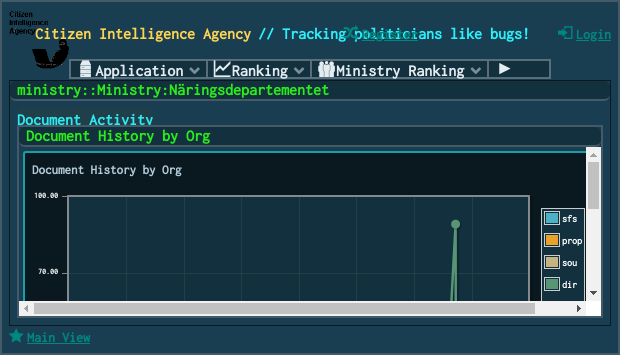 Citizen
Intelligence
Agency
Citizen Intelligence Agency // Tracking politicians like bugs!
Register
Login
Application
Ranking
Ministry Ranking
ministry::Ministry:Näringsdepartementet
Document Activity
Document History by Org
Document History by Org
100.00
70.00
sfs
prop
sou
dir
Main View